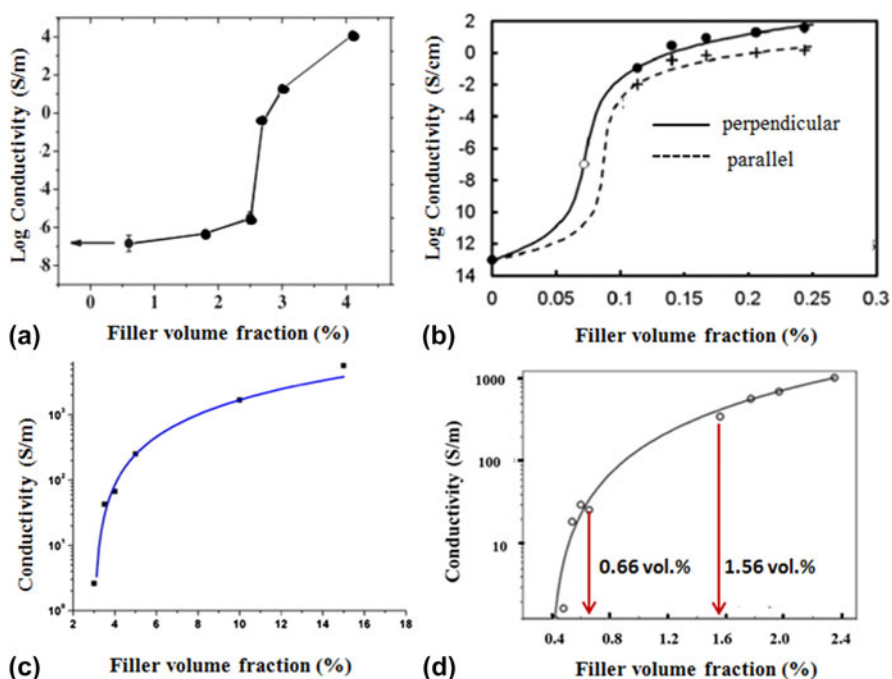 Log Conductivity (S/m)
4
2
0
-2
-4
-6
-8
0 1 2 3 4
(a) Filler volume fraction (%)
Log Conductivity (S/cm)
2
0
-2
-4
-6
-8
10
12
14
perpendicular
parallel
0 0.05 0.1 0.15 0.2 0.25 0.3
(b) Filler volume fraction (%)
Conductivity (S/m)
10³
10²
10¹
10⁰
2 4 6 8 10 12 14 16 18
(c) Filler volume fraction (%)
Conductivity (S/m)
1000
100
10
0.66 vol.% 1.56 vol.%
0.4 0.8 1.2 1.6 2.0 2.4
(d) Filler volume fraction (%)